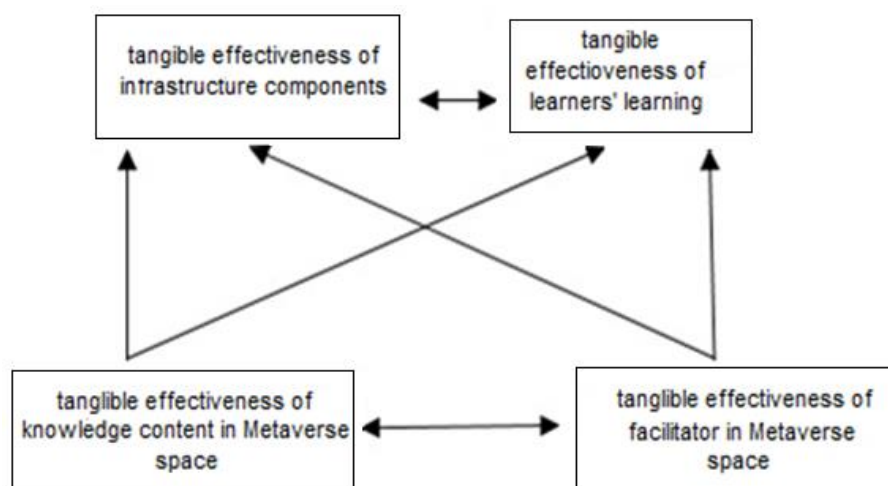 tangible effectiveness of
intrastructure components
tangible
effectioveness of
learners' learning
tanglible effectiveness of
knowledge content in Metaverse
space
tanglible effectiveness of
facilitator in Metaverse
space